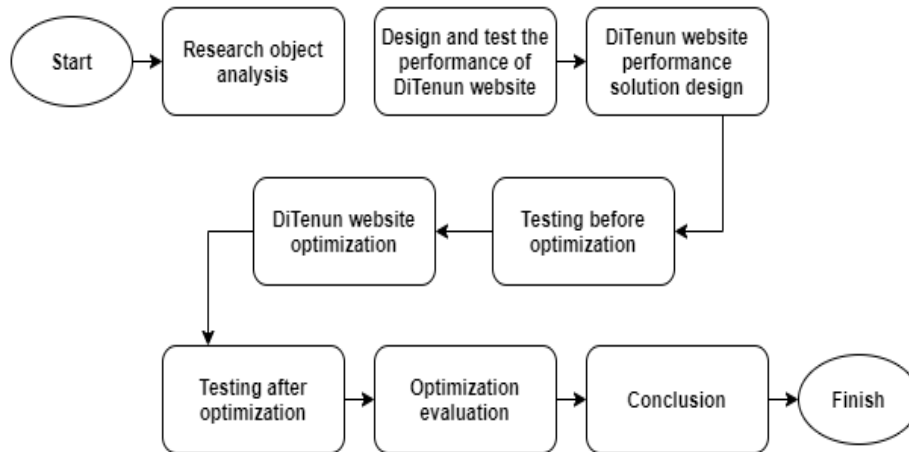 Start
Research object
analysis
Design and test the
performance of
DiTenun website
DiTenun website
performance
solution design
DiTenun website
optimization
Testing before
optimization
Testing after
optimization
Optimization
evaluation
Conclusion
Finish